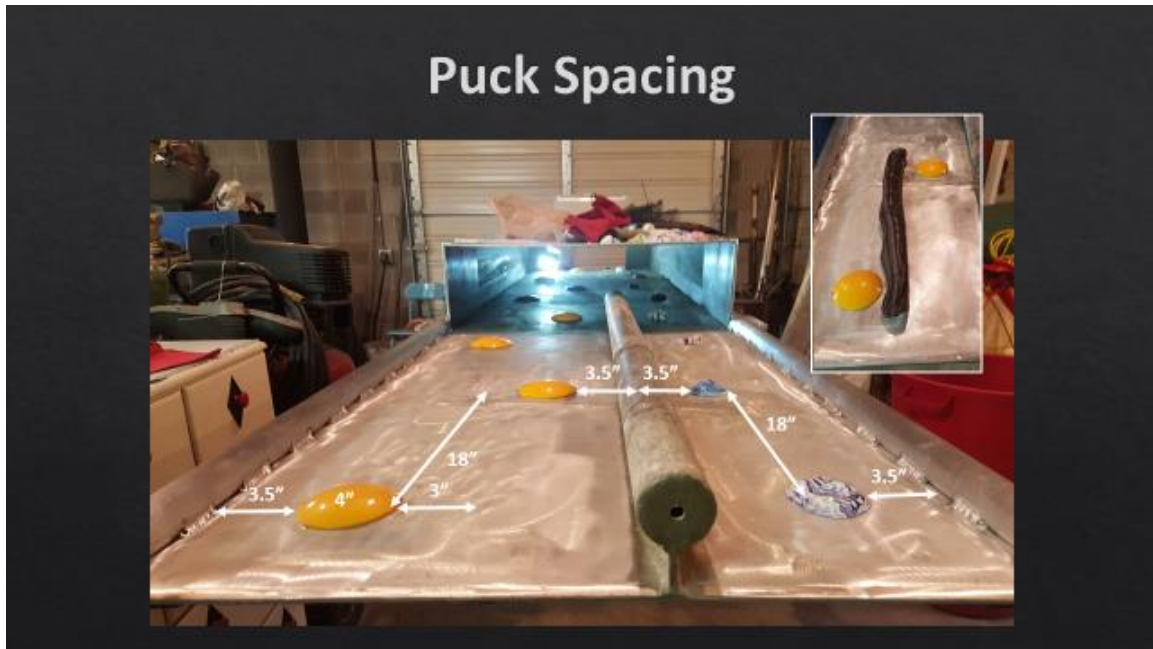 Puck Spacing
3.5” 3.5”
18” 18”
3.5” 4” 3” 3.5”